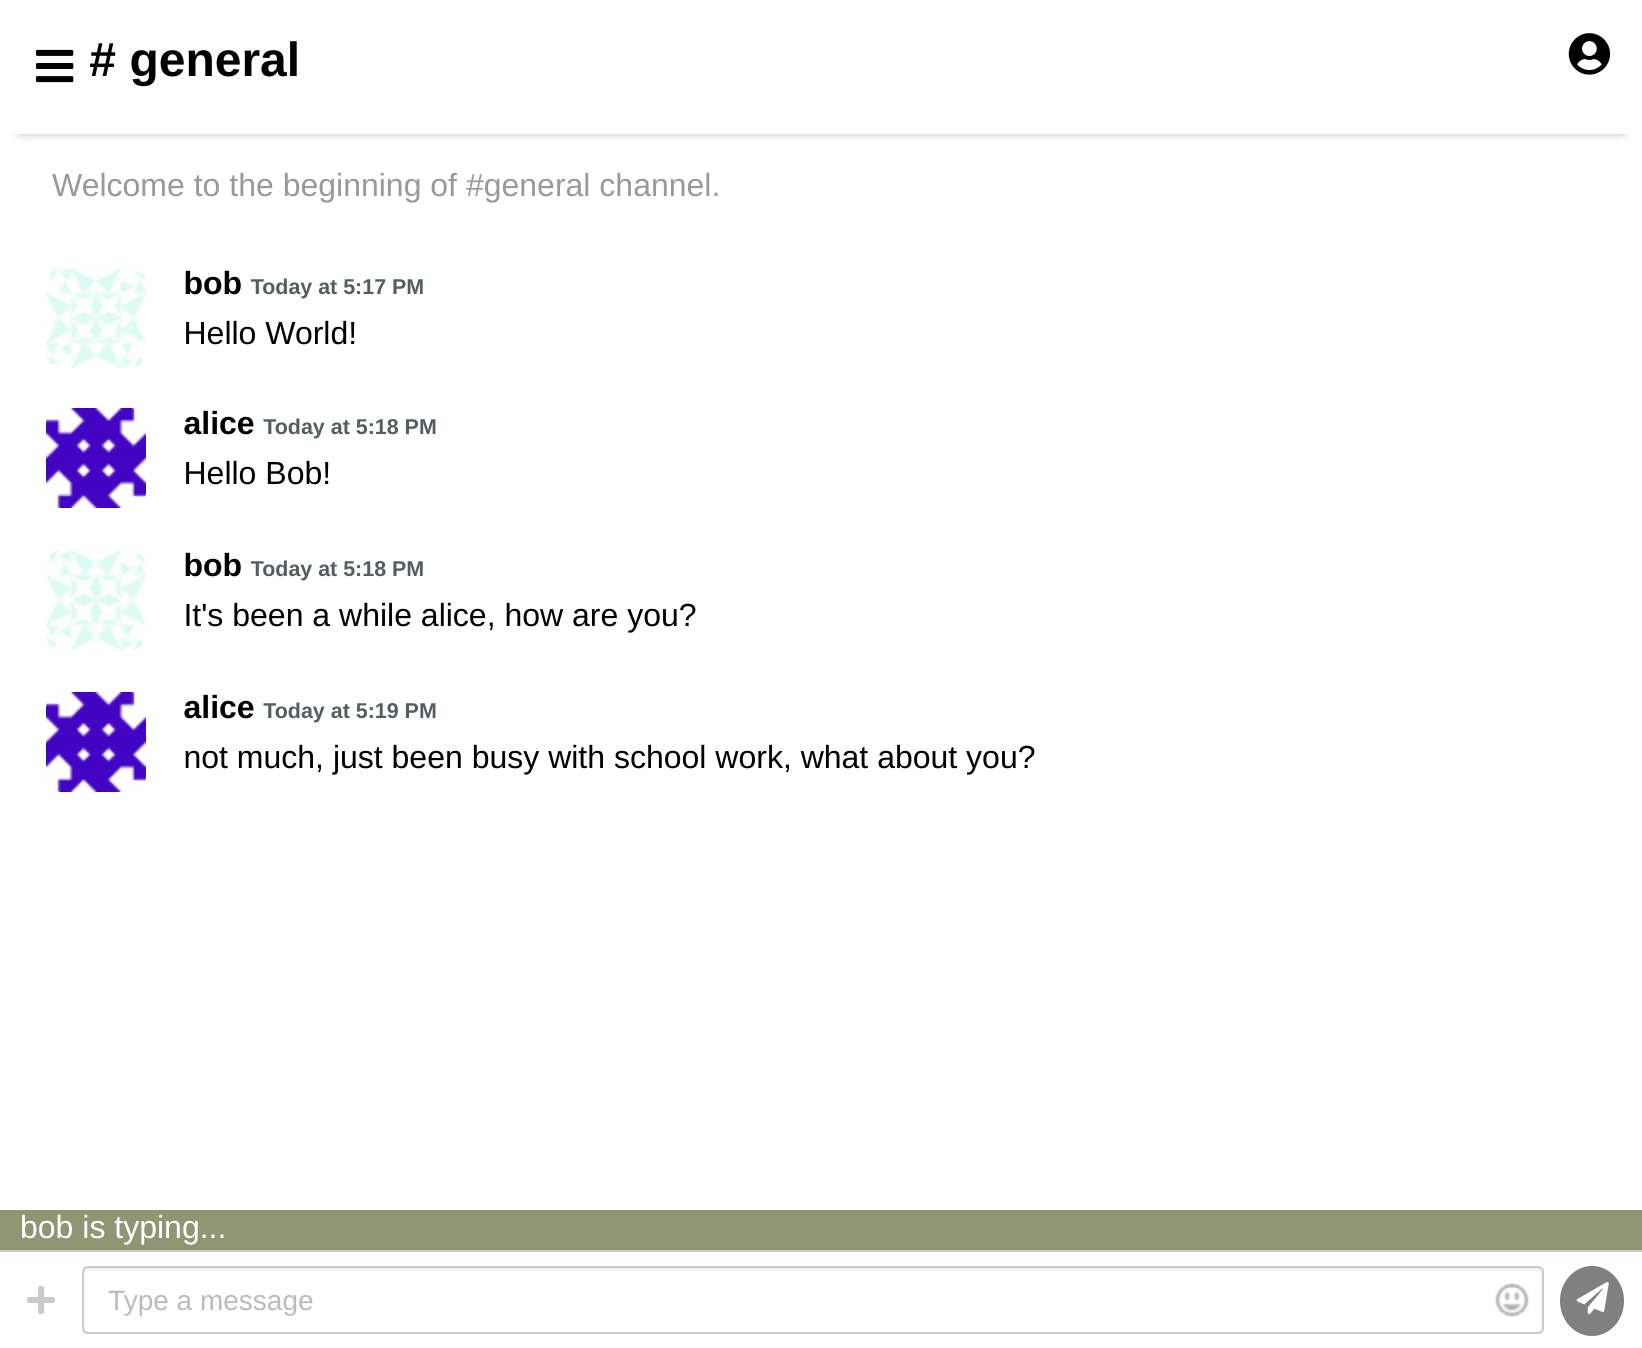 # general
Welcome to the beginning of #general channel.
bob Today at 5:17 PM
Hello World!
alice Today at 5:18 PM
Hello Bob!
bob Today at 5:18 PM
It's been a while alice, how are you?
alice Today at 5:19 PM
not much, just been busy with school work, what about you?
bob is typing...
Type a message